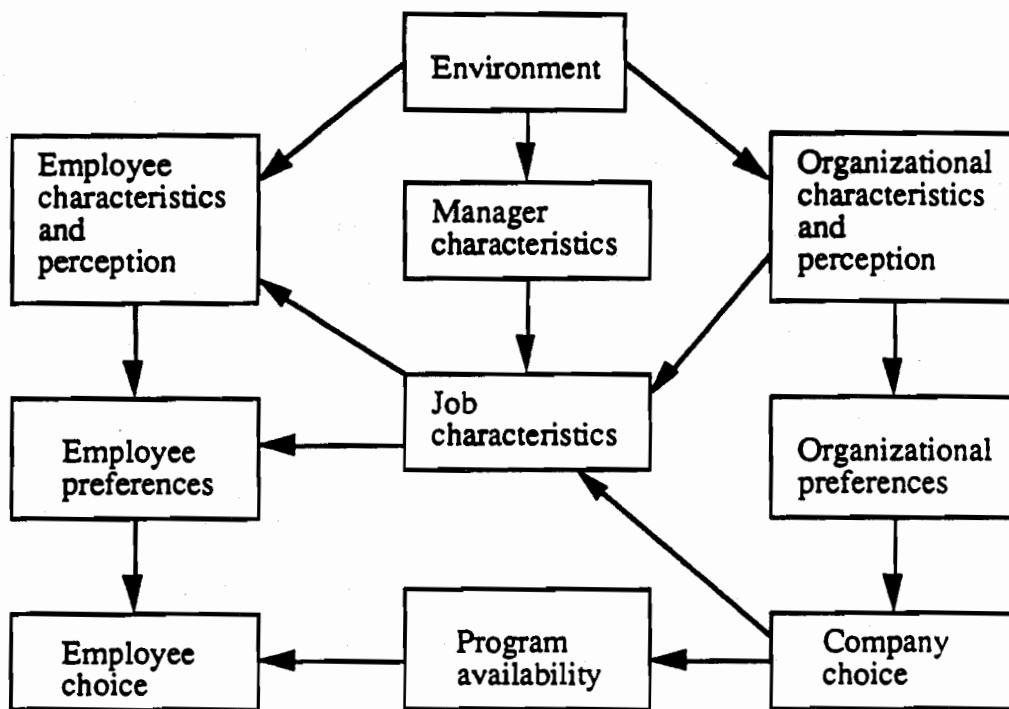 Environment
Employee
characteristics
and
perception
Manager
characteristics
Organizational
characteristics
and
perception
Employee
preferences
Job
characteristics
Organizational
preferences
Employee
choice
Program
availability
Company
choice